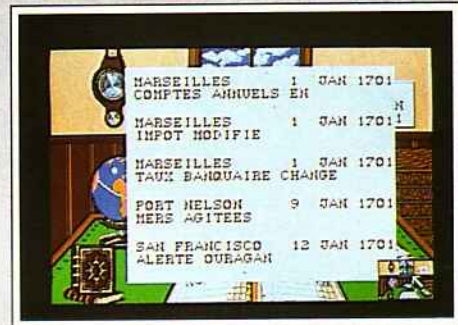 MARSEILLES 1 JAN 1701
COMPTES ANNUELS EN
MARSEILLES 1 JAN 1701
IMPOT MODIFIE
MARSEILLES 1 JAN 1701
TAUX BANQUAIRE CHANGE
PORT NELSON 9 JAN 1701
MERS AGITEES
SAN FRANCISCO 12 JAN 1701
ALERTE OURAGAN